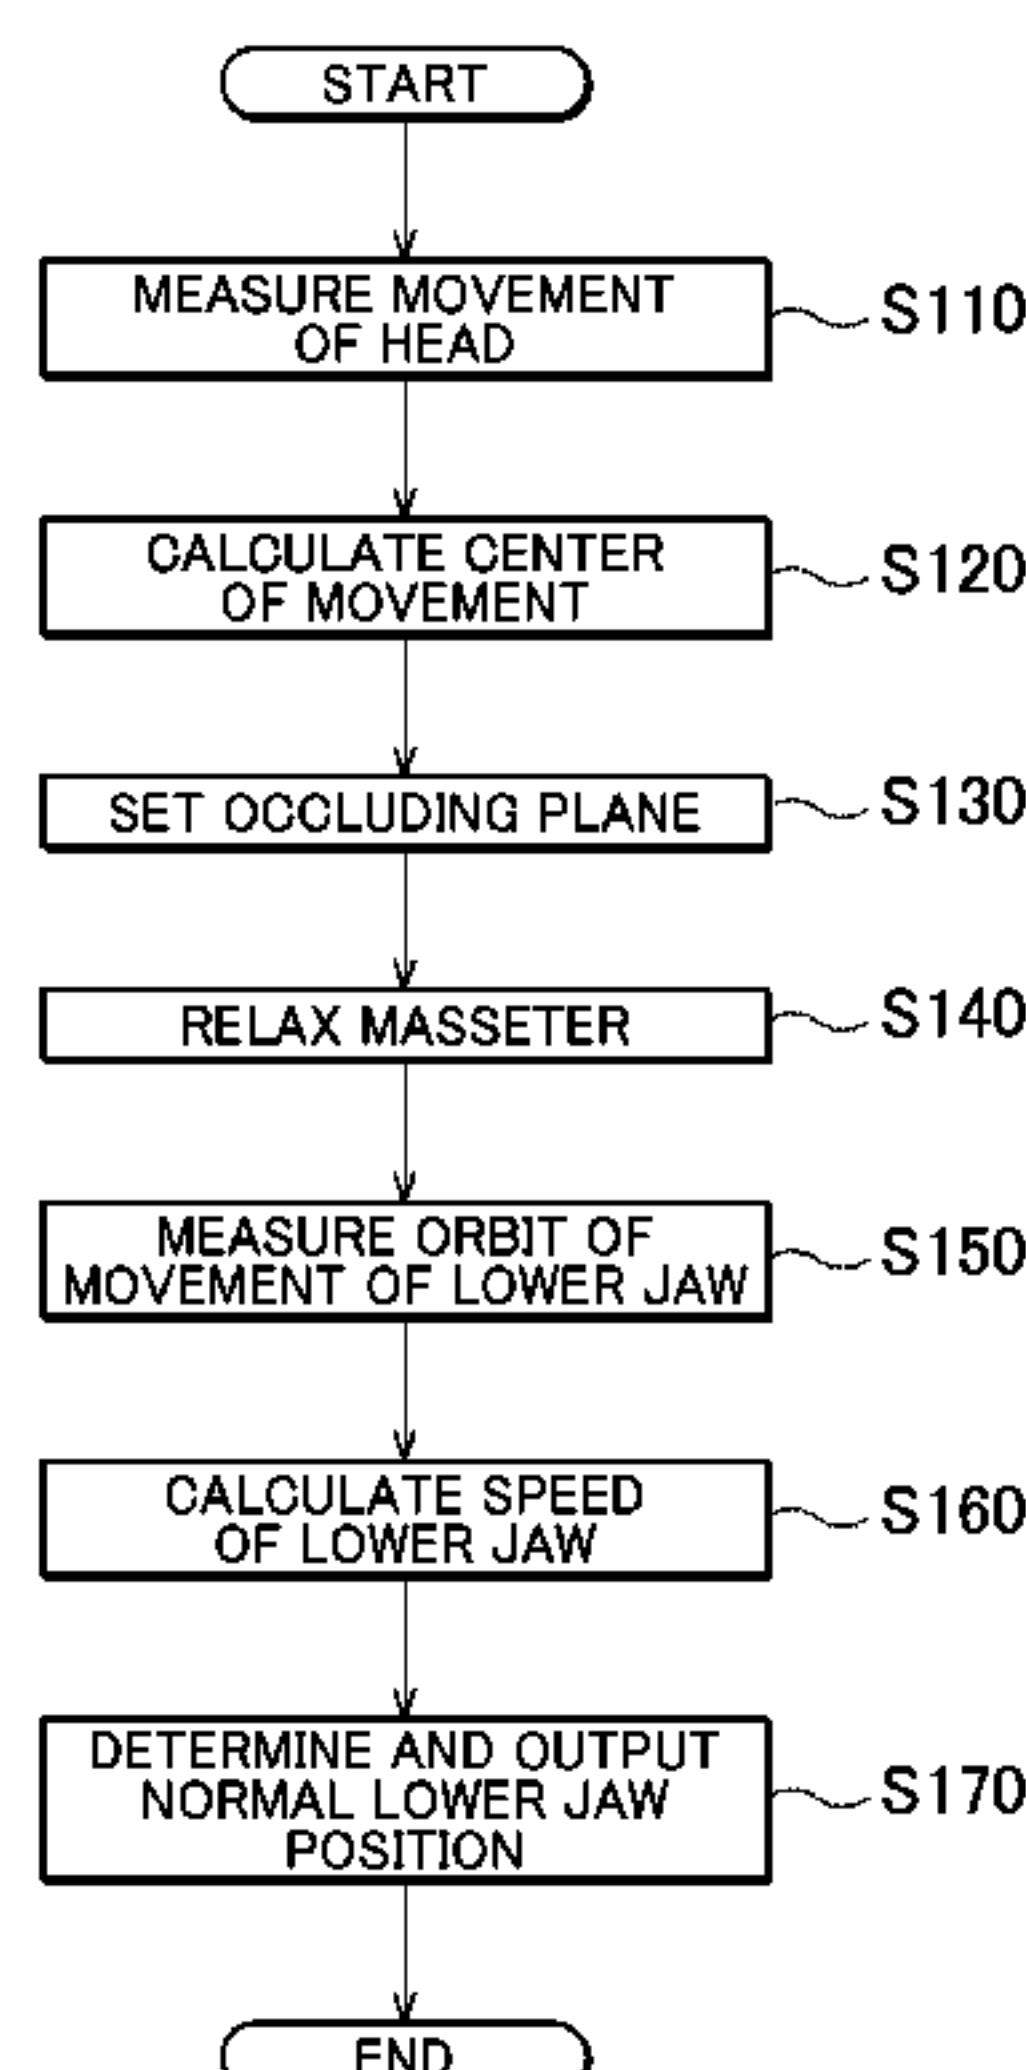 START
MEASURE MOVEMENT
OF HEAD
S110
CALCULATE CENTER
OF MOVEMENT
S120
SET OCCLUDING PLANE
S130
RELAX MASSETER
S140
MEASURE ORBIT OF
MOVEMENT OF LOWER JAW
S150
CALCULATE SPEED
OF LOWER JAW
S160
DETERMINE AND OUTPUT
NORMAL LOWER JAW
POSITION
S170
END